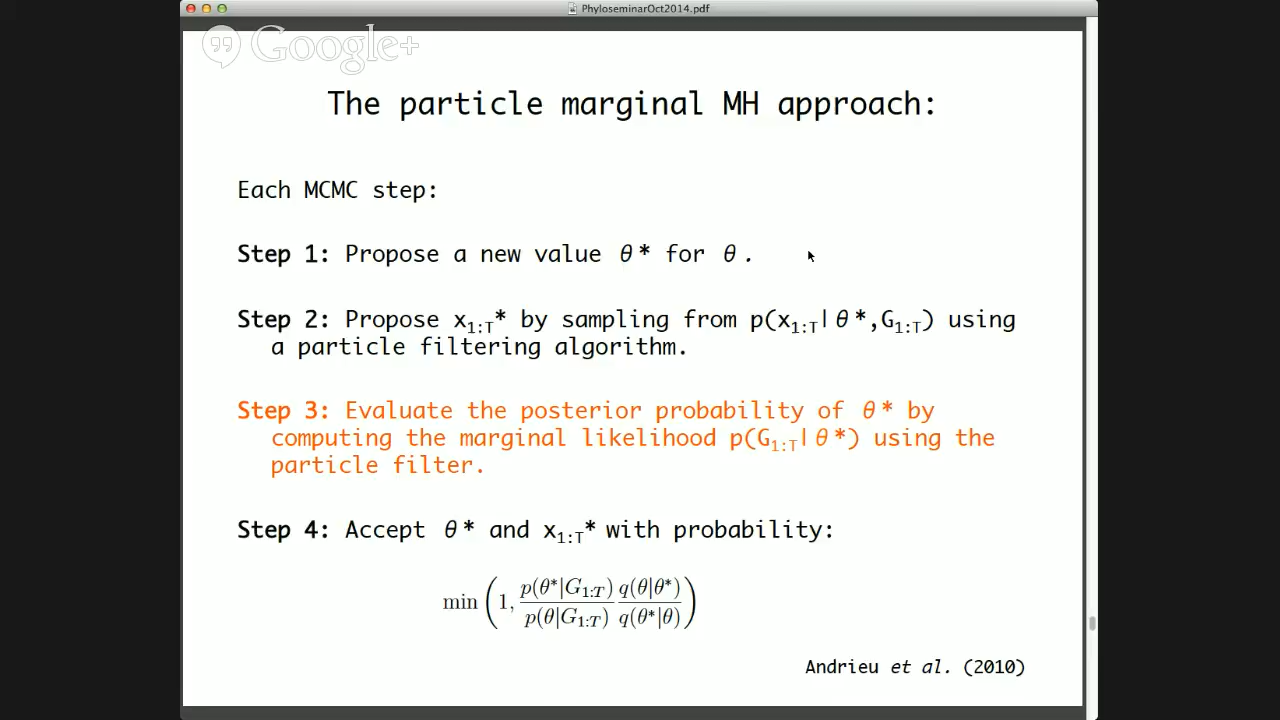 PhyloseminarOct2014.pdf
Google+
The particle marginal MH approach:
Each MCMC step:
Step 1: Propose a new value θ* for θ.
Step 2: Propose x₁:T* by sampling from p(x₁:T|θ*,G₁:T) using
a particle filtering algorithm.
Step 3: Evaluate the posterior probability of θ* by
computing the marginal likelihood p(G₁:T|θ*) using the
particle filter.
Step 4: Accept θ* and x₁:T* with probability:
min (1, p(θ*|G₁:T) / p(θ|G₁:T) q(θ|θ*) / q(θ*|θ))
Andrieu et al. (2010)